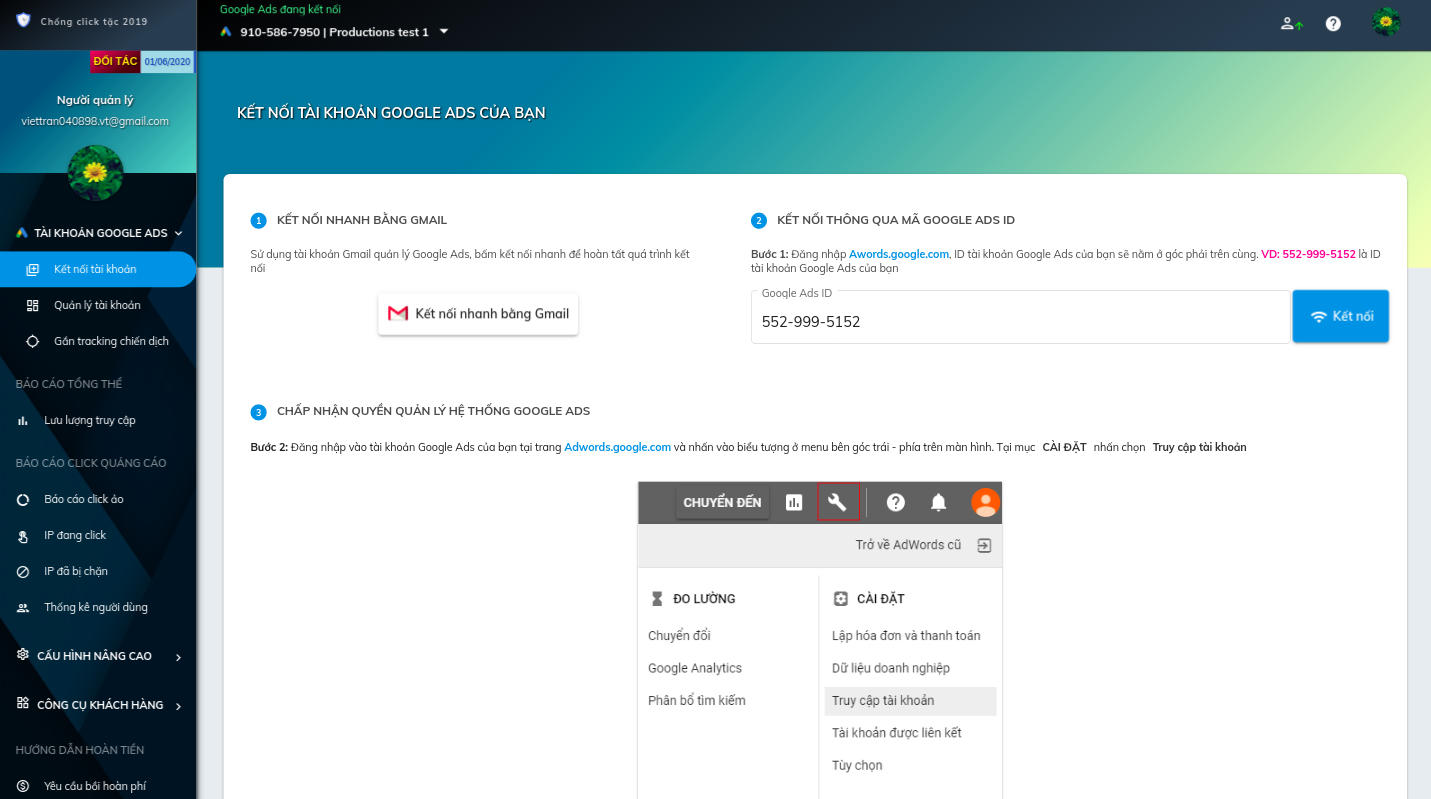 Chống click tặc 2019
Google Ads đang kết nối
910-586-7950 | Productions test 1
ĐỐI TÁC 01/06/2020
Người quản lý
viettran040898.vt@gmail.com
TÀI KHOẢN GOOGLE ADS
Kết nối tài khoản
Quản lý tài khoản
Gắn tracking chiến dịch
BÁO CÁO TỔNG THỂ
Lưu lượng truy cập
BÁO CÁO CLICK QUẢNG CÁO
Báo cáo click ảo
IP đang click
IP đã bị chặn
Thống kê người dùng
CẤU HÌNH NÂNG CAO
CÔNG CỤ KHÁCH HÀNG
HƯỚNG DẪN HOÀN TIỀN
Yêu cầu bồi hoàn phí
KẾT NỐI TÀI KHOẢN GOOGLE ADS CỦA BẠN
1 KẾT NỐI NHANH BẰNG GMAIL
Sử dụng tài khoản Gmail quản lý Google Ads, bấm kết nối nhanh để hoàn tất quá trình kết
nối
Kết nối nhanh bằng Gmail
2 KẾT NỐI THÔNG QUA MÃ GOOGLE ADS ID
Bước 1: Đăng nhập Awords.google.com, ID tài khoản Google Ads của bạn sẽ nằm ở góc phải trên cùng. VD: 552-999-5152 là ID
tài khoản Google Ads của bạn
Google Ads ID
552-999-5152
Kết nối
3 CHẤP NHẬN QUYỀN QUẢN LÝ HỆ THỐNG GOOGLE ADS
Bước 2: Đăng nhập vào tài khoản Google Ads của bạn tại trang Adwords.google.com và nhấn vào biểu tượng ở menu bên góc trái - phía trên màn hình. Tại mục CÀI ĐẶT nhấn chọn Truy cập tài khoản
CHUYỂN ĐẾN
Trở về AdWords cũ
ĐO LƯỜNG
Chuyển đổi
Google Analytics
Phân bổ tìm kiếm
CÀI ĐẶT
Lập hóa đơn và thanh toán
Dữ liệu doanh nghiệp
Truy cập tài khoản
Tài khoản được liên kết
Tùy chọn